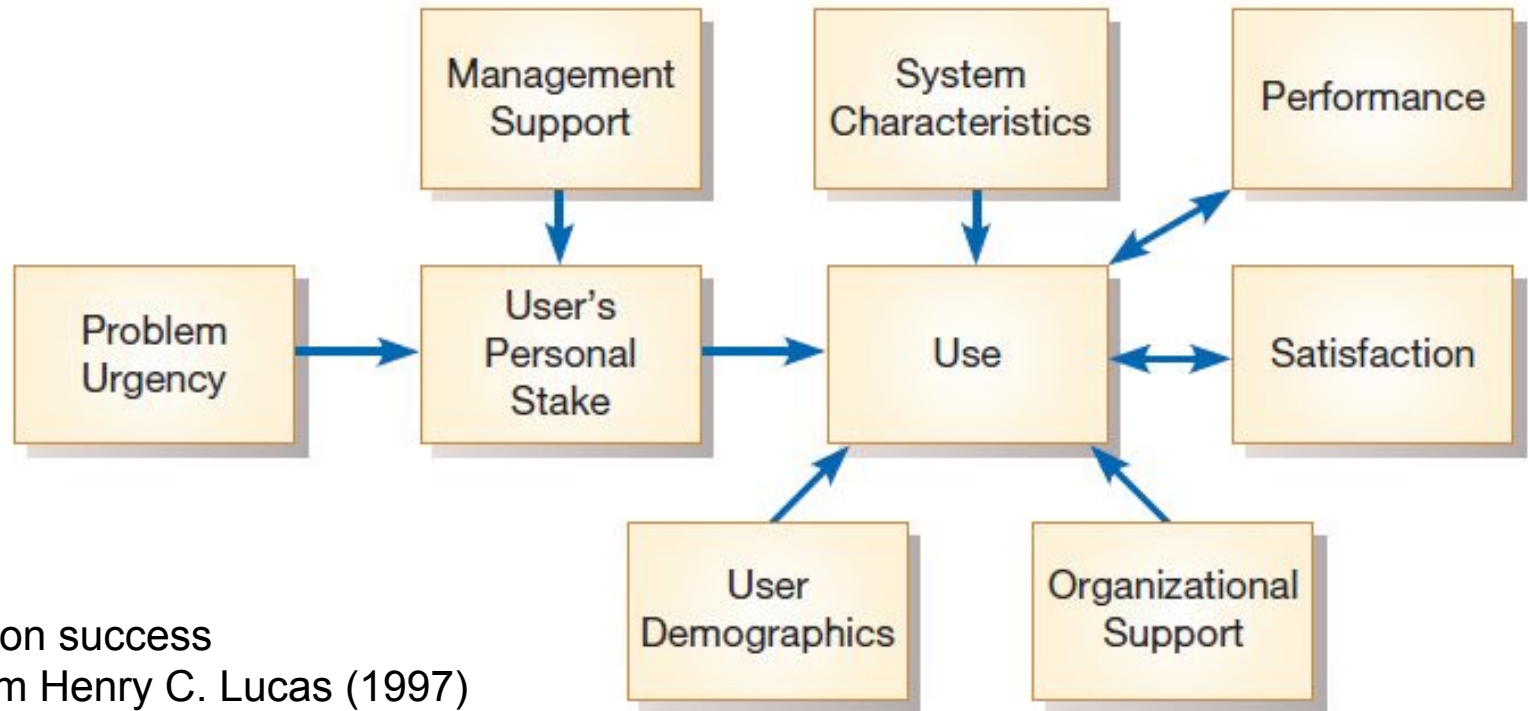 Management
Support
System
Characteristics
Performance
Problem
Urgency
User's
Personal
Stake
Use
Satisfaction
User
Demographics
Organizational
Support
on success
m Henry C. Lucas (1997)